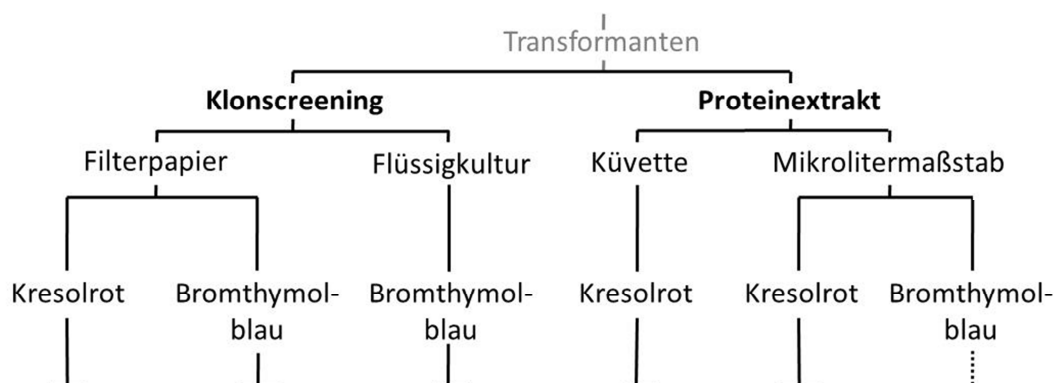 Transformanten
Klonscreening Proteinextrakt
Filterpapier Flüssigkultur Küvette Mikrolitermaßstab
Kresolrot Bromthymol- Bromthymol- Kresolrot Kresolrot Bromthymol-
blau blau blau